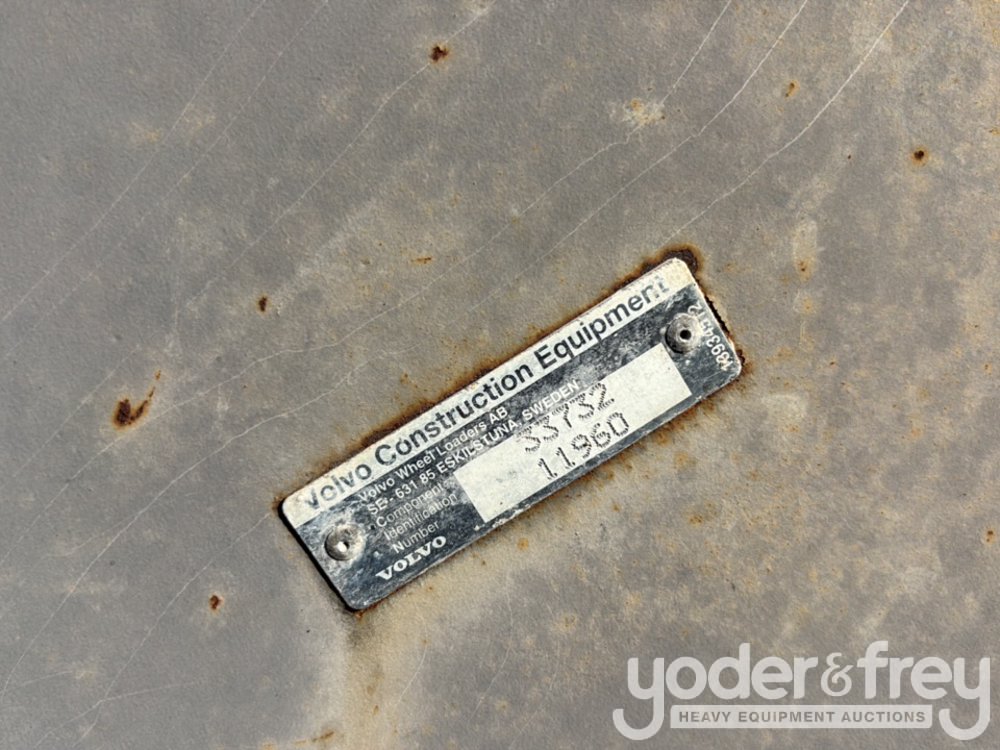 Volvo Construction Equipment
Volvo Wheel Loaders AB
SE - 631 85 ESKILSTUNA, SWEDEN
Component
Identification
Number
33732
11960
VOLVO
yoder&frey
HEAVY EQUIPMENT AUCTIONS